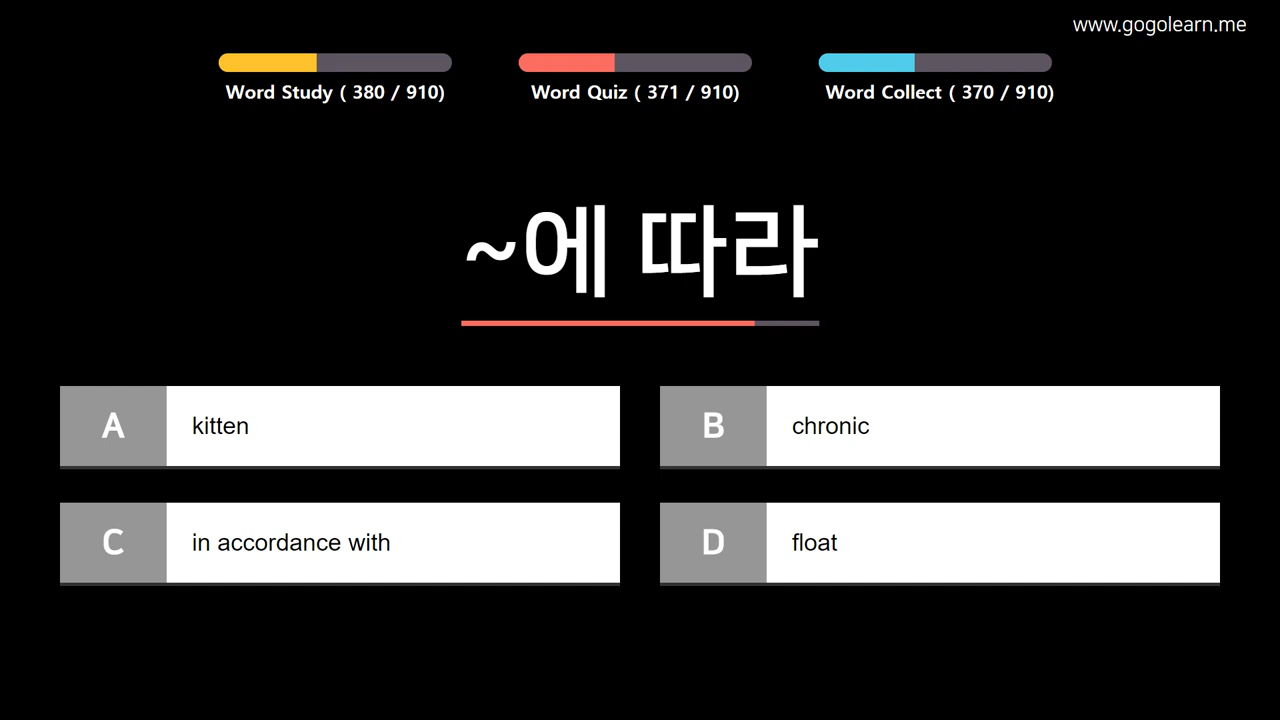 www.gogolearn.me
Word Study ( 380 / 910)
Word Quiz ( 371 / 910)
Word Collect ( 370 / 910)
~에 따라
A kitten
B chronic
C in accordance with
D float